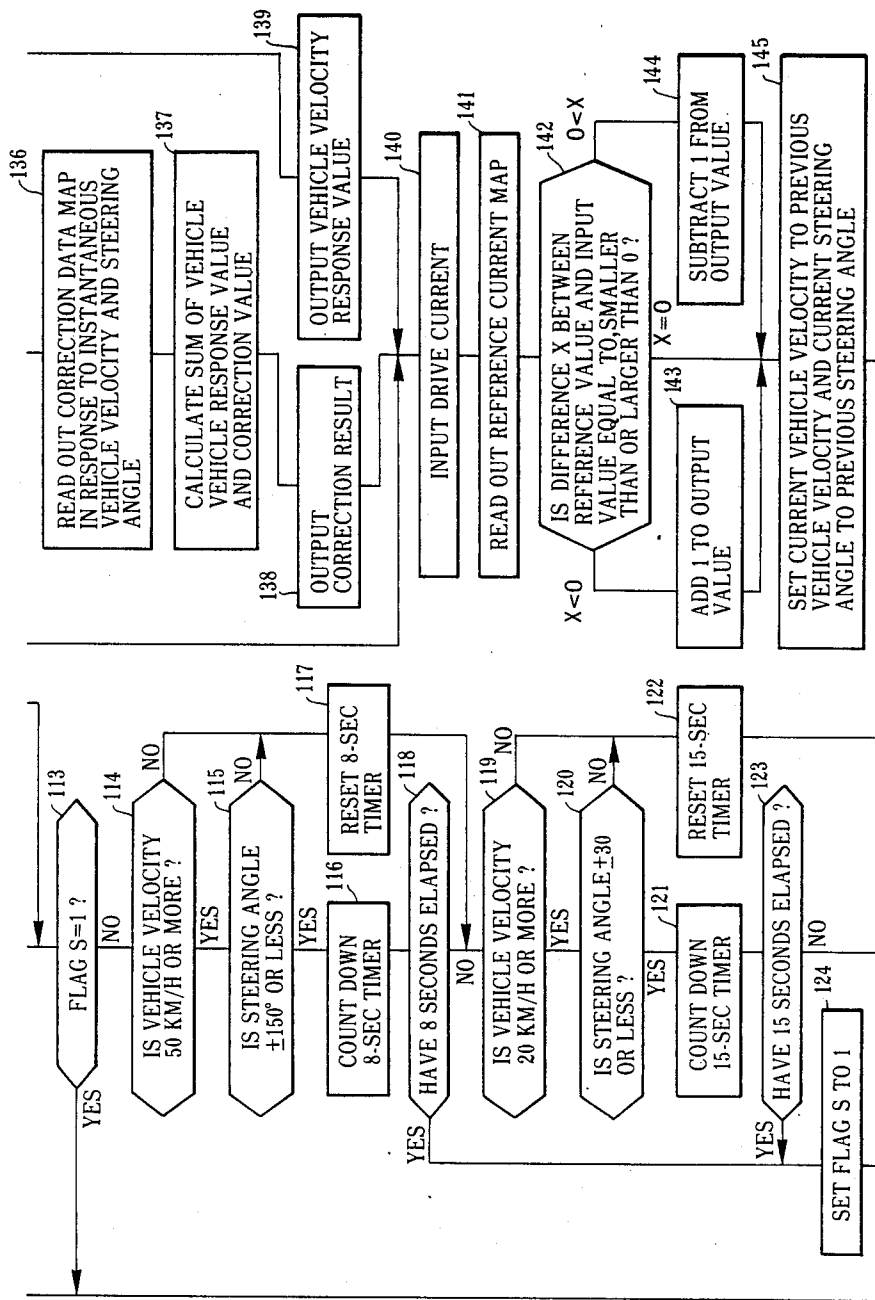 113
FLAG S=1 ?
YES
NO
114
IS VEHICLE VELOCITY
50 KM/H OR MORE ?
NO
YES
115
IS STEERING ANGLE
±150° OR LESS ?
NO
YES
116
COUNT DOWN
8-SEC TIMER
117
RESET 8-SEC
TIMER
118
HAVE 8 SECONDS ELAPSED ?
YES
NO
119
IS VEHICLE VELOCITY
20 KM/H OR MORE ?
NO
YES
120
IS STEERING ANGLE±30
OR LESS ?
NO
YES
121
COUNT DOWN
15-SEC TIMER
122
RESET 15-SEC
TIMER
123
HAVE 15 SECONDS ELAPSED ?
YES
NO
124
SET FLAG S TO 1
136
READ OUT CORRECTION DATA MAP
IN RESPONSE TO INSTANTANEOUS
VEHICLE VELOCITY AND STEERING
ANGLE
137
CALCULATE SUM OF VEHICLE
VEHICLE RESPONSE VALUE
AND CORRECTION VALUE
138
OUTPUT
CORRECTION RESULT
139
OUTPUT VEHICLE VELOCITY
RESPONSE VALUE
140
INPUT DRIVE CURRENT
141
READ OUT REFERENCE CURRENT MAP
142
IS DIFFERENCE X BETWEEN
REFERENCE VALUE AND INPUT
VALUE EQUAL TO,SMALLER
THAN OR LARGER THAN 0 ?
X<0
X=0
0<X
143
ADD 1 TO OUTPUT
VALUE
144
SUBTRACT 1 FROM
OUTPUT VALUE
145
SET CURRENT VEHICLE VELOCITY TO PREVIOUS
VEHICLE VELOCITY AND CURRENT STEERING
ANGLE TO PREVIOUS STEERING ANGLE